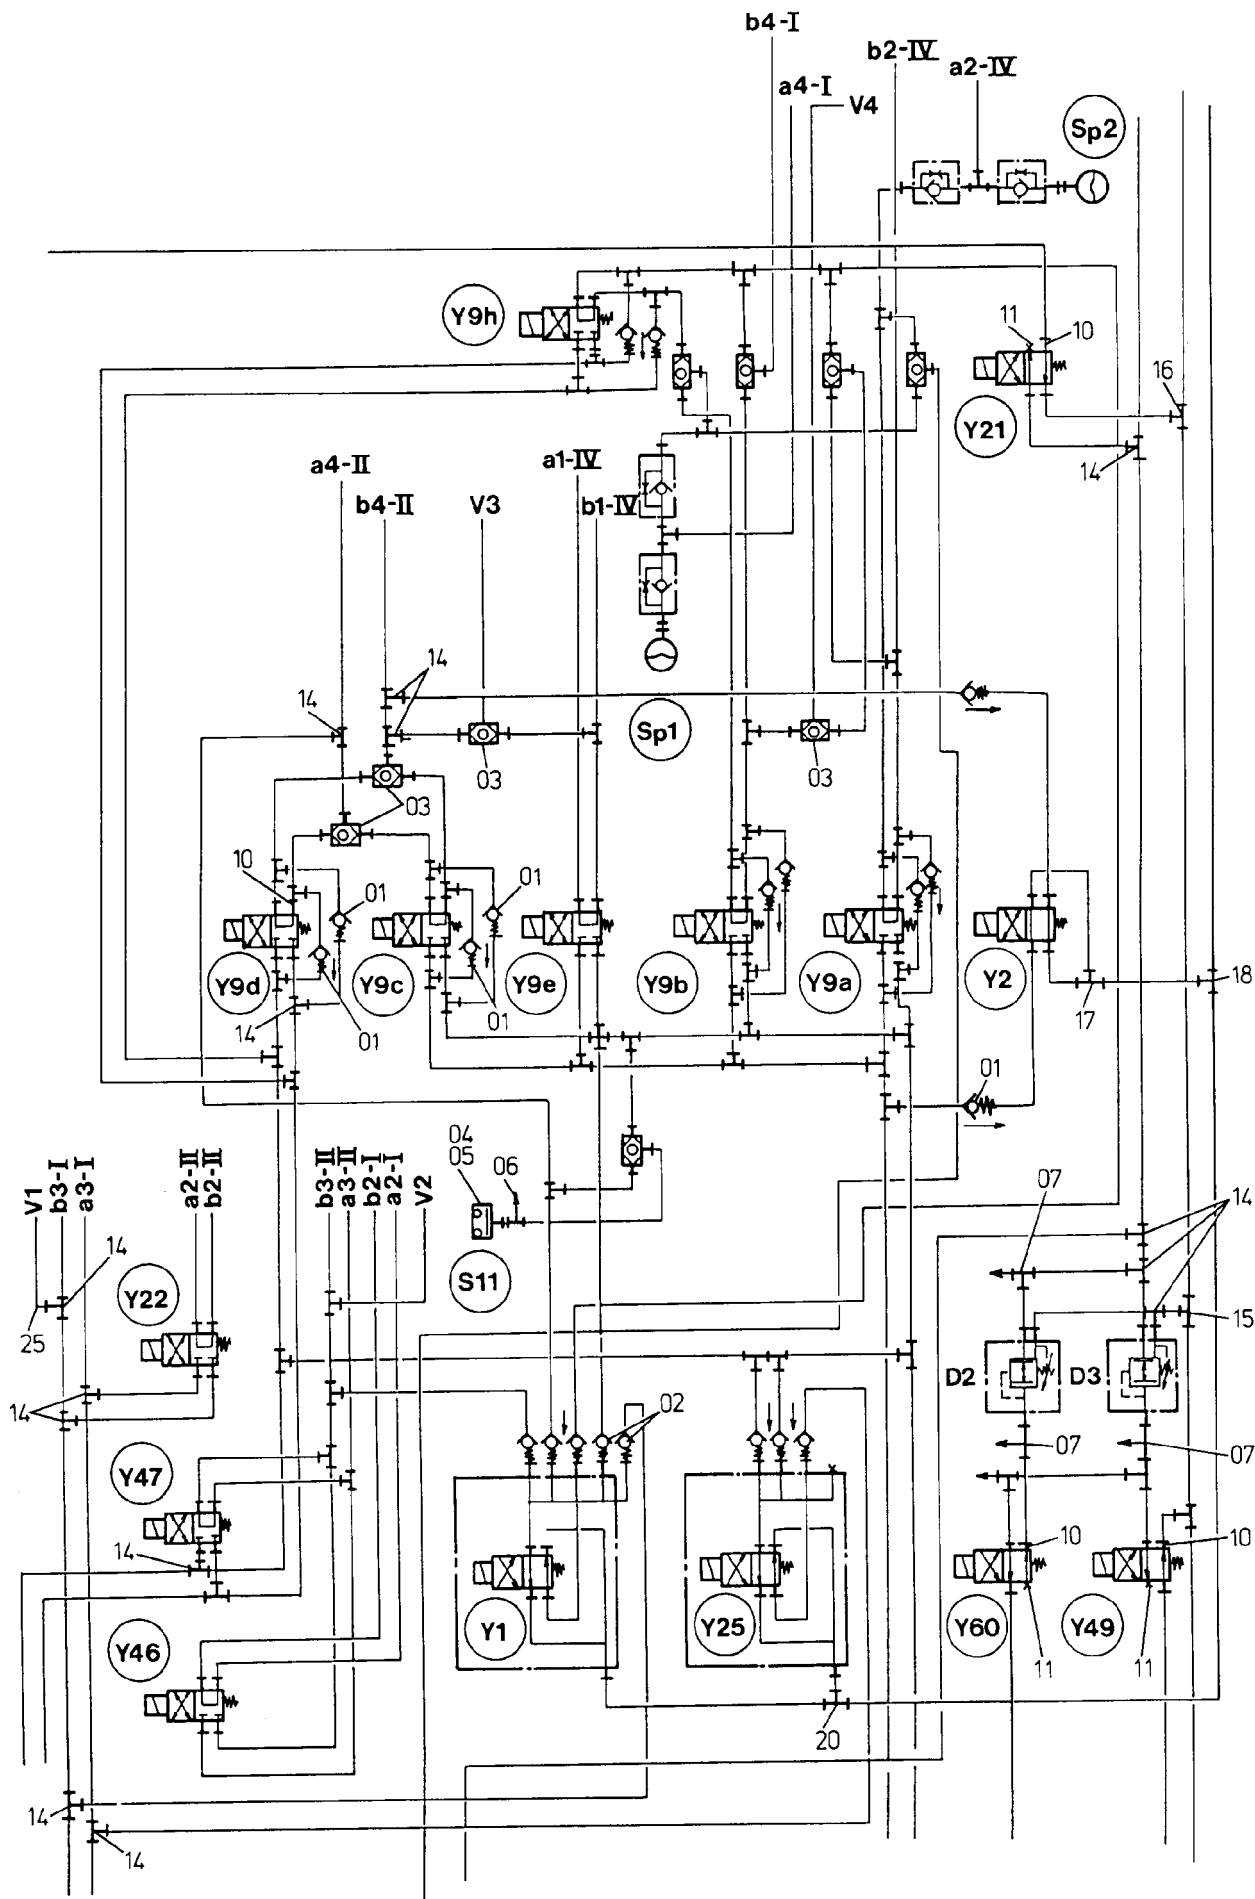 b4-I
b2-IV
a2-IV
a4-I
V4
Sp2
Y9h
11
10
16
Y21
14
a4-II
a1-IV
b4-II
V3
b1-IV
14
14
Sp1
03
03
03
10
01
01
Y9d
Y9c
Y9e
Y9b
Y9a
Y2
18
14
01
01
17
01
04
05
06
V1
b3-I
a3-I
a2-II
b2-II
b3-II
a3-II
b2-I
a2-I
V2
07
14
14
S11
Y22
25
15
D2
D3
14
02
07
07
Y47
14
10
10
Y1
Y25
Y60
Y49
Y46
11
11
20
14
14